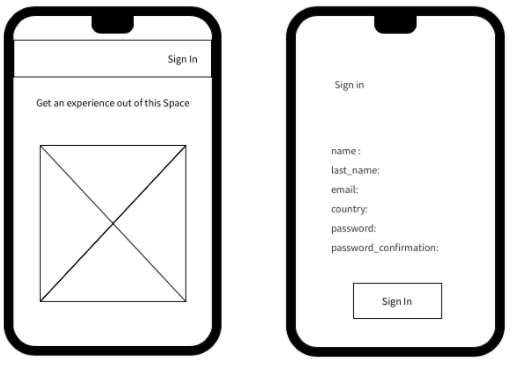 Sign In
Get an experience out of this Space
Sign in
name :
last_name:
email:
country:
password:
password_confirmation:
Sign In